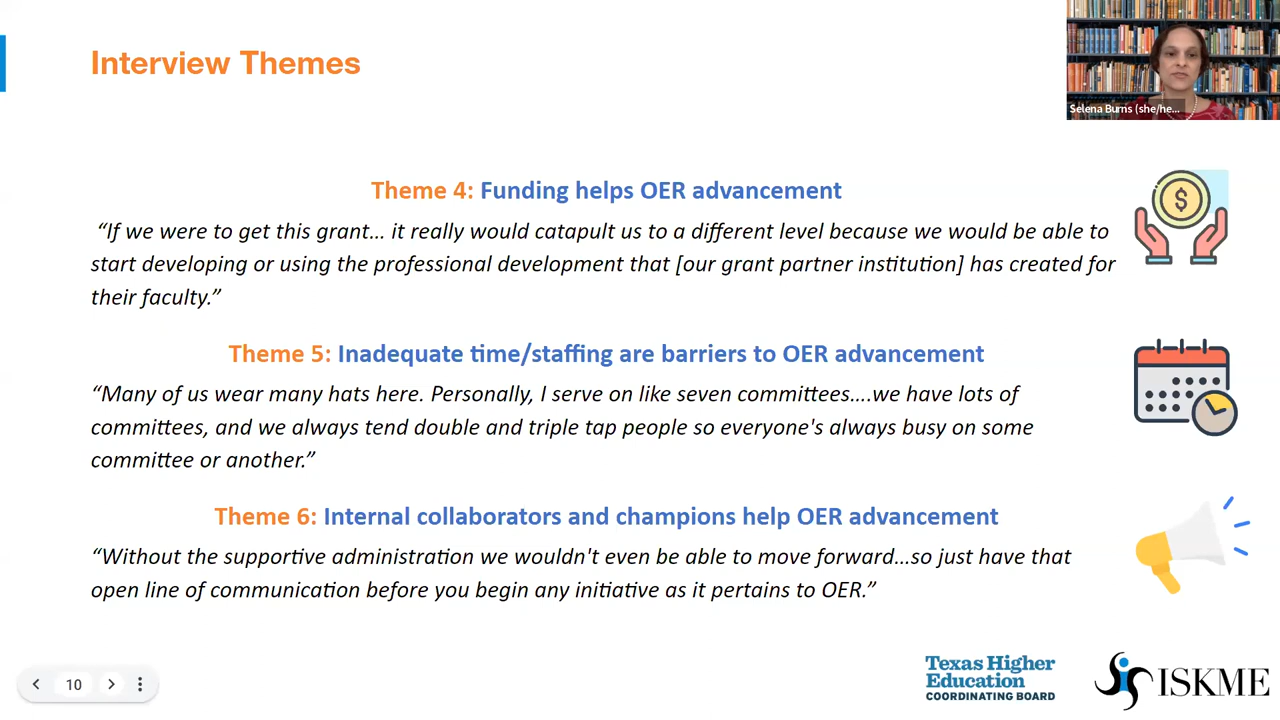 Interview Themes
Selena Burns (she/he...
Theme 4: Funding helps OER advancement
“If we were to get this grant... it really would catapult us to a different level because we would be able to
start developing or using the professional development that [our grant partner institution] has created for
their faculty.”
$
Theme 5: Inadequate time/staffing are barriers to OER advancement
“Many of us wear many hats here. Personally, I serve on like seven committees....we have lots of
committees, and we always tend double and triple tap people so everyone's always busy on some
committee or another.”
Theme 6: Internal collaborators and champions help OER advancement
“Without the supportive administration we wouldn't even be able to move forward...so just have that
open line of communication before you begin any initiative as it pertains to OER.”
10
Texas Higher
Education
COORDINATING BOARD
ISKME